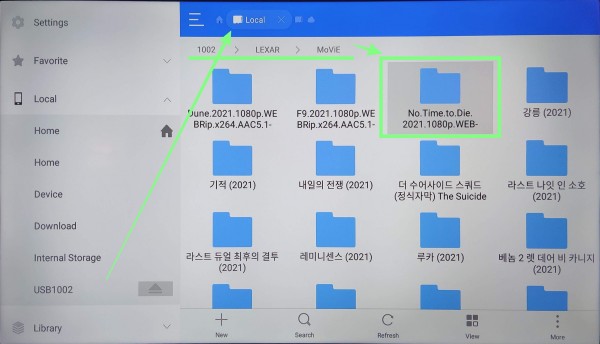 Settings
Favorite
Local
Home
Home
Device
Download
Internal Storage
USB1002
Library
Local
1002
LEXAR
MoViE
Dune.2021.1080p.WE
BRip.x264.AAC5.1-
F9.2021.1080p.WE
BRip.x264.AAC5.1-
No.Time.to.Die.
2021.1080p.WEB-
강릉 (2021)
기적 (2021)
내일의 전쟁 (2021)
더 수어사이드 스쿼드
(정식자막) The Suicide
라스트 나잇 인 소호
(2021)
라스트 듀얼 최후의 결투
(2021)
레미니센스 (2021)
루카 (2021)
베놈 2 렛 데어 비 카니지
(2021)
New
Search
Refresh
View
More